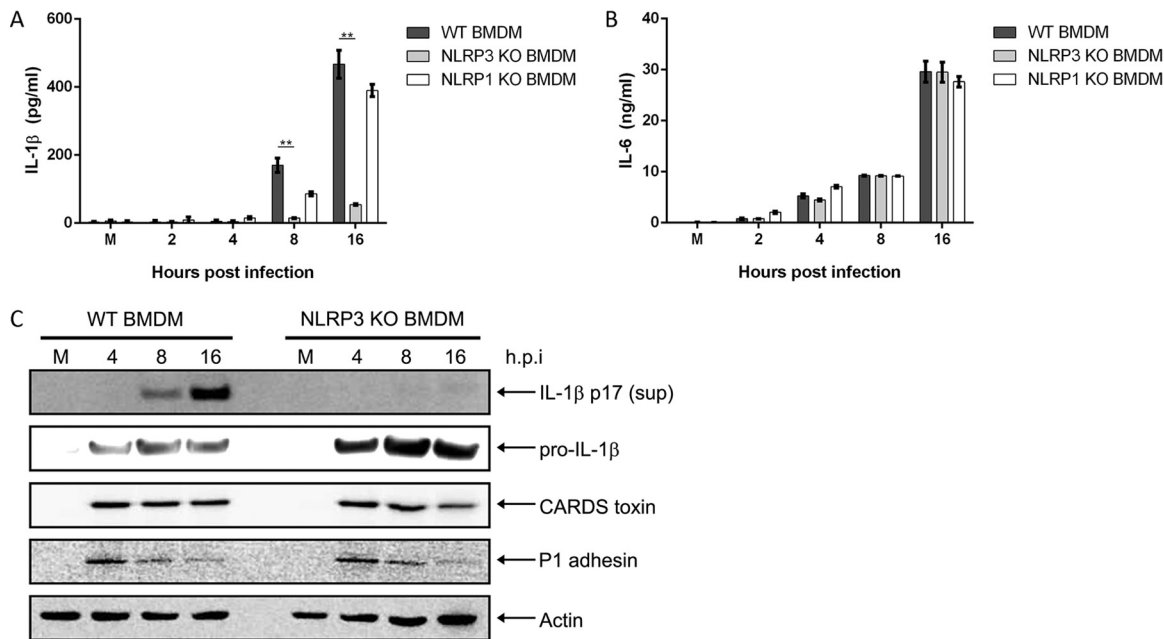 A
600
400
200
0
IL-1β (pg/ml)
**
**
M 2 4 8 16
Hours post infection
WT BMDM
NLRP3 KO BMDM
NLRP1 KO BMDM
B
40
30
20
10
0
IL-6 (ng/ml)
M 2 4 8 16
Hours post infection
WT BMDM
NLRP3 KO BMDM
NLRP1 KO BMDM
C
WT BMDM NLRP3 KO BMDM
M 4 8 16 M 4 8 16 h.p.i
IL-1β p17 (sup)
pro-IL-1β
CARDS toxin
P1 adhesin
Actin